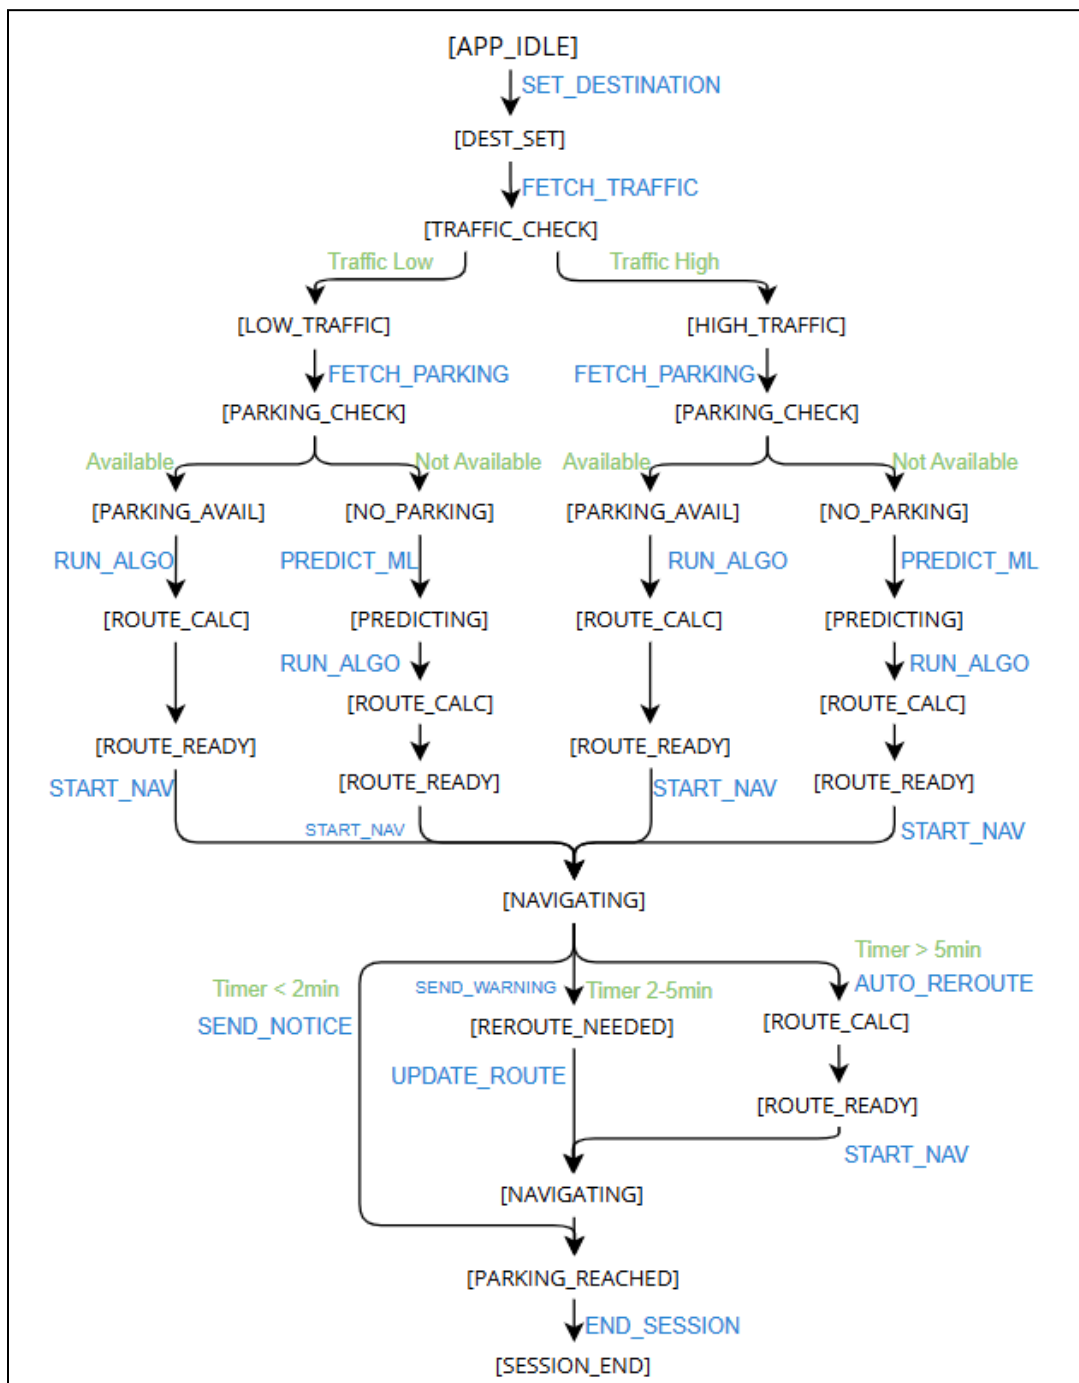 [APP_IDLE]
SET_DESTINATION
[DEST_SET]
FETCH_TRAFFIC
[TRAFFIC_CHECK]
Traffic Low
Traffic High
[LOW_TRAFFIC]
[HIGH_TRAFFIC]
FETCH_PARKING
FETCH_PARKING
[PARKING_CHECK]
[PARKING_CHECK]
Available
Not Available
Available
Not Available
[PARKING_AVAIL]
[NO_PARKING]
[PARKING_AVAIL]
[NO_PARKING]
RUN_ALGO
PREDICT_ML
RUN_ALGO
PREDICT_ML
[ROUTE_CALC]
[PREDICTING]
[ROUTE_CALC]
[PREDICTING]
RUN_ALGO
RUN_ALGO
[ROUTE_CALC]
[ROUTE_CALC]
[ROUTE_READY]
[ROUTE_READY]
[ROUTE_READY]
[ROUTE_READY]
START_NAV
START_NAV
START_NAV
START_NAV
[NAVIGATING]
Timer > 5min
AUTO_REROUTE
Timer < 2min
SEND_WARNING
Timer 2-5min
SEND_NOTICE
[REROUTE_NEEDED]
[ROUTE_CALC]
UPDATE_ROUTE
[ROUTE_READY]
START_NAV
[NAVIGATING]
[PARKING_REACHED]
END_SESSION
[SESSION_END]